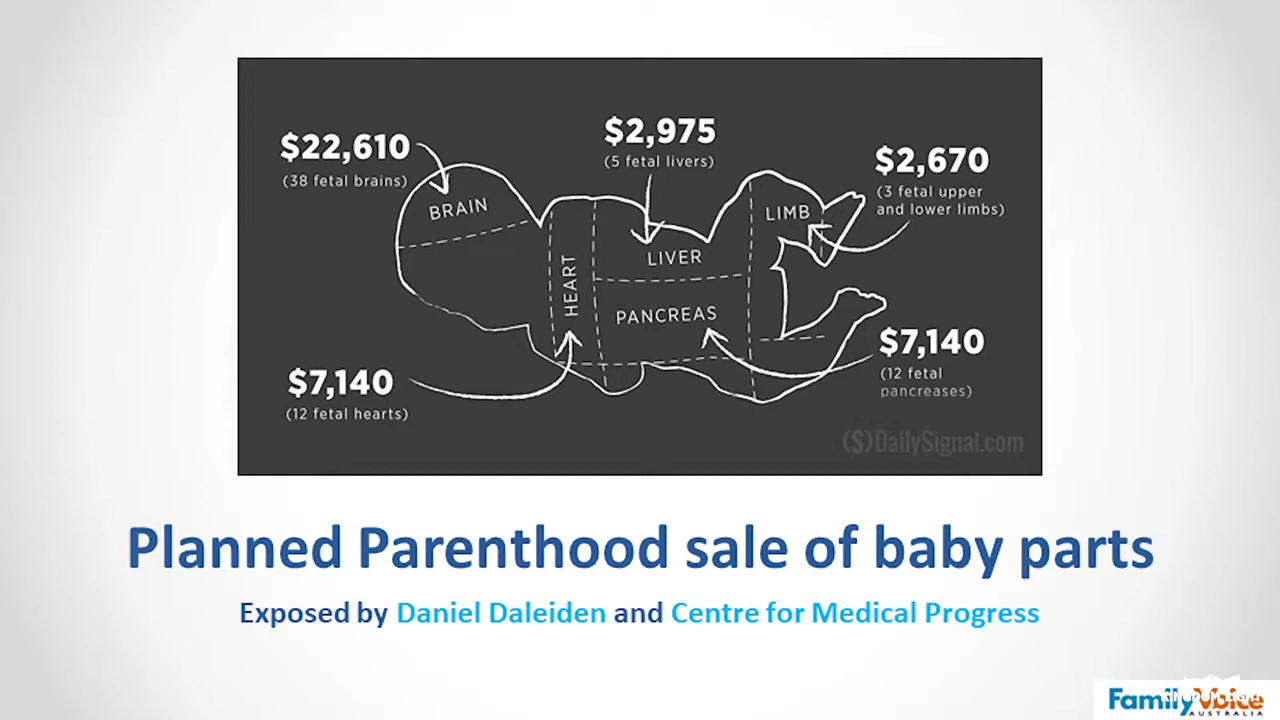 $22,610
(38 fetal brains)
$2,975
(5 fetal livers)
$2,670
(3 fetal upper
and lower limbs)
BRAIN
LIMB
HEART
LIVER
PANCREAS
$7,140
(12 fetal hearts)
$7,140
(12 fetal
pancreases)
($)DailySignal.com
Planned Parenthood sale of baby parts
Exposed by Daniel Daleiden and Centre for Medical Progress
FamilyVoice
AUSTRALIA